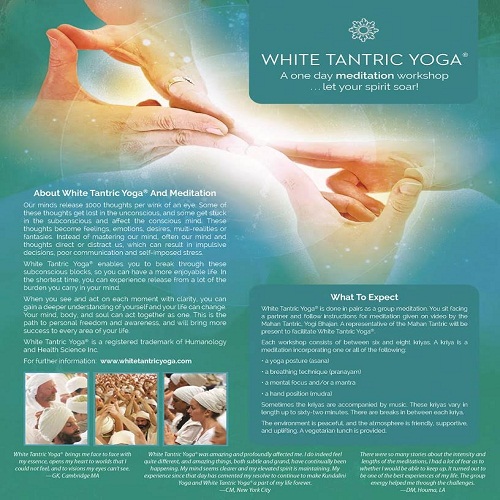 WHITE TANTRIC YOGA®
A one day meditation workshop
. . . let your spirit soar!
About White Tantric Yoga® And Meditation
Our minds release 1000 thoughts per wink of an eye. Some of
these thoughts get lost in the unconscious, and some get stuck
in the subconscious and affect the conscious mind. These
thoughts become feelings, emotions, desires, multi-realities or
fantasies. Instead of mastering our mind, often our mind and
thoughts direct or distract us, which can result in impulsive
decisions, poor communication and self-imposed stress.
White Tantric Yoga® enables you to break through these
subconscious blocks, so you can have a more enjoyable life. In
the shortest time, you can experience release from a lot of the
burden you carry in your mind.
When you see and act on each moment with clarity, you can
gain a deeper understanding of yourself and your life can change.
Your mind, body, and soul can act together as one. This is the
path to personal freedom and awareness, and will bring more
success to every area of your life.
White Tantric Yoga® is a registered trademark of Humanology
and Health Science Inc.
For further information: www.whitetantricyoga.com
What To Expect
White Tantric Yoga® is done in pairs as a group meditation. You sit facing
a partner and follow instructions for meditation given on video by the
Mahan Tantric, Yogi Bhajan. A representative of the Mahan Tantric will be
present to facilitate White Tantric Yoga®.
Each workshop consists of between six and eight kriyas. A kriya is a
meditation incorporating one or all of the following:
• a yoga posture (asana)
• a breathing technique (pranayam)
• a mental focus and/or a mantra
• a hand position (mudra)
Sometimes the kriyas are accompanied by music. These kriyas vary in
length up to sixty-two minutes. There are breaks in between each kriya.
The environment is peaceful, and the atmosphere is friendly, supportive,
and uplifting. A vegetarian lunch is provided.
White Tantric Yoga® brings me face to face with
my essence, opens my heart to worlds that I
could not feel, and to visions my eyes can't see.
—GF, Cambridge MA
White Tantric Yoga® was amazing and profoundly affected me. I do indeed feel
quite different, and amazing things, both subtle and grand, have continually been
happening. My mind seems clearer and my elevated spirit is maintaining. My
experience since that day has cemented my resolve to continue to make Kundalini
Yoga and White Tantric Yoga® a part of my life forever.
—CM, New York City
There were so many stories about the intensity and
lengths of the meditations, I had a lot of fear as to
whether I would be able to keep up. It turned out to
be one of the best experiences of my life. The group
energy helped me through the challenges.
—DM, Houma, LA